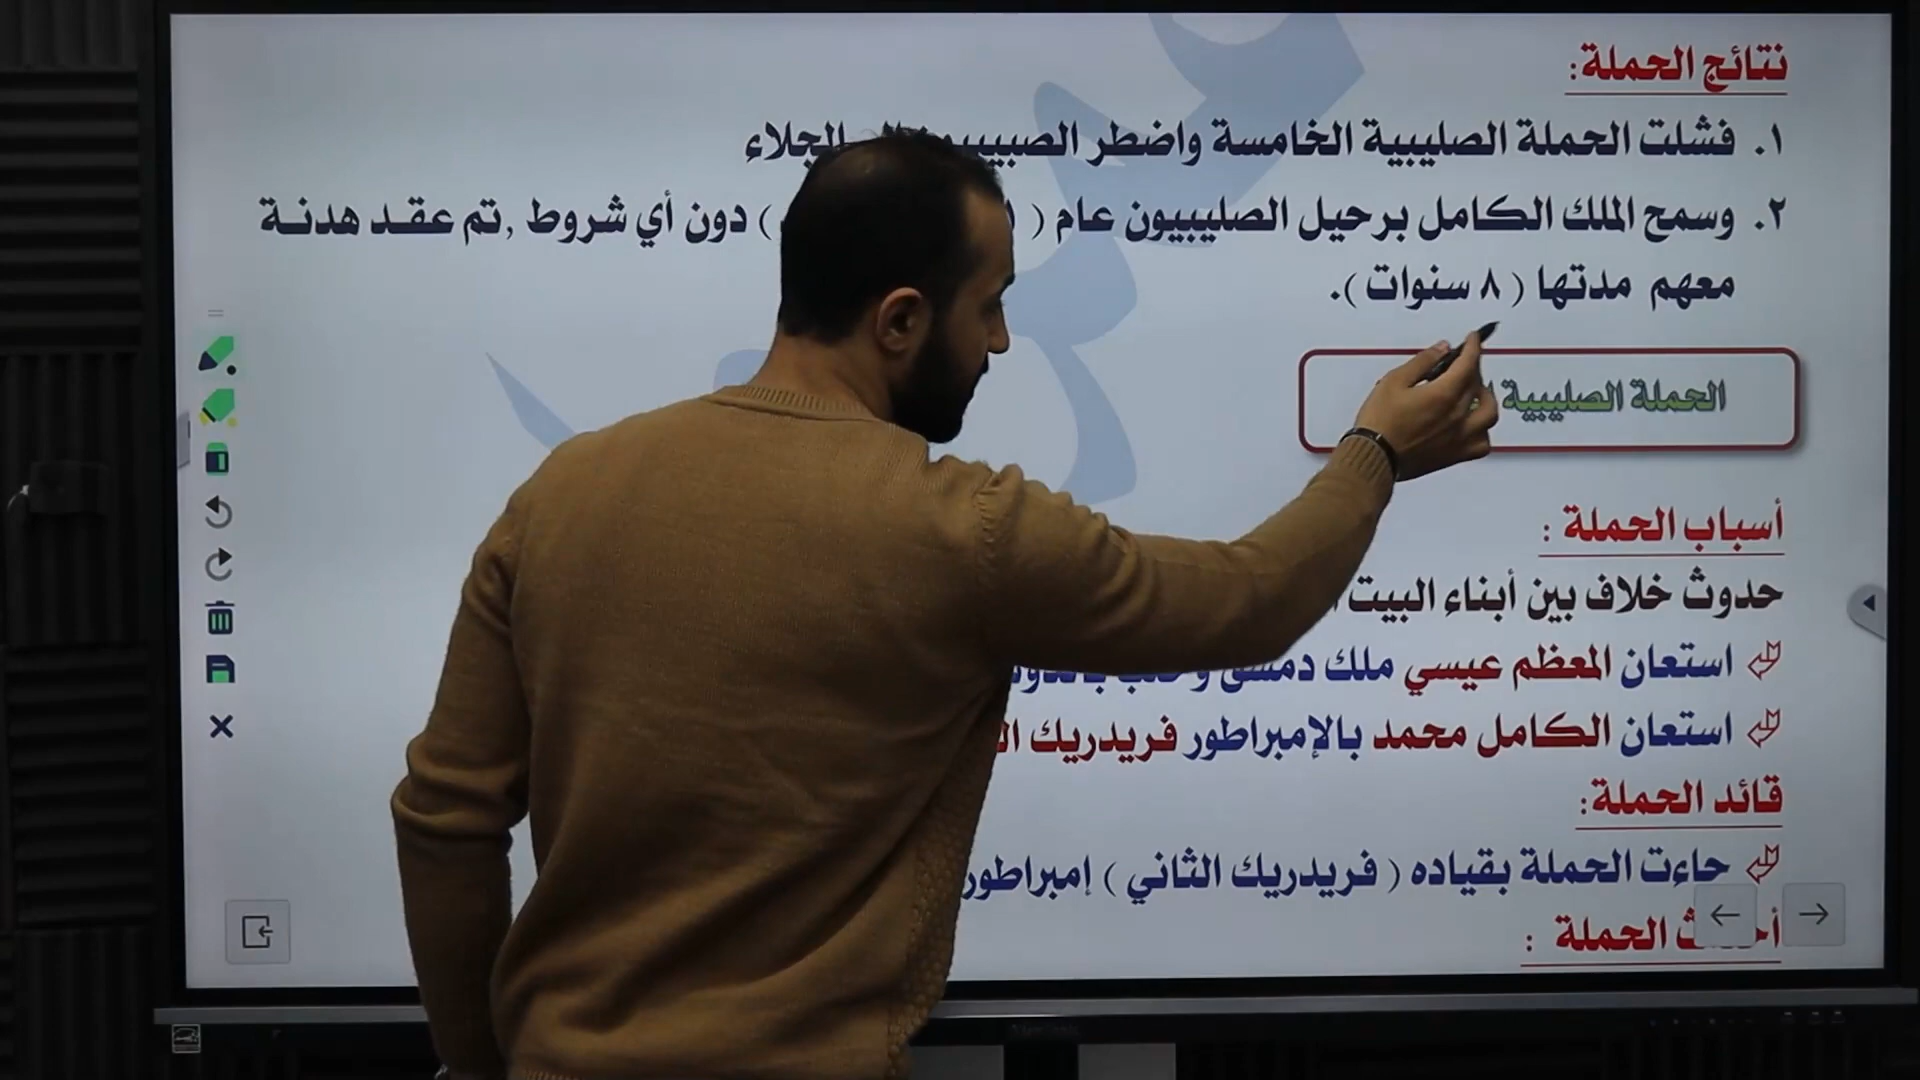 نتائج الحملة:
١. فشلت الحملة الصليبية الخامسة واضطر الجلاء
٢. وسمح الملك الكامل برحيل الصليبيون عام ( ) دون أي شروط ,تم عقد هدنة
معهم مدتها ( ٨ سنوات ).
الحملة الصليبية
أسباب الحملة :
حدوث خلاف بين أبناء البيت
استعان المعظم عيسي ملك دمشق
استعان الكامل محمد بالإمبراطور فريدريك
قائد الحملة:
حاءت الحملة بقياده ( فريدريك الثاني ) إمبراطور
الحملة :